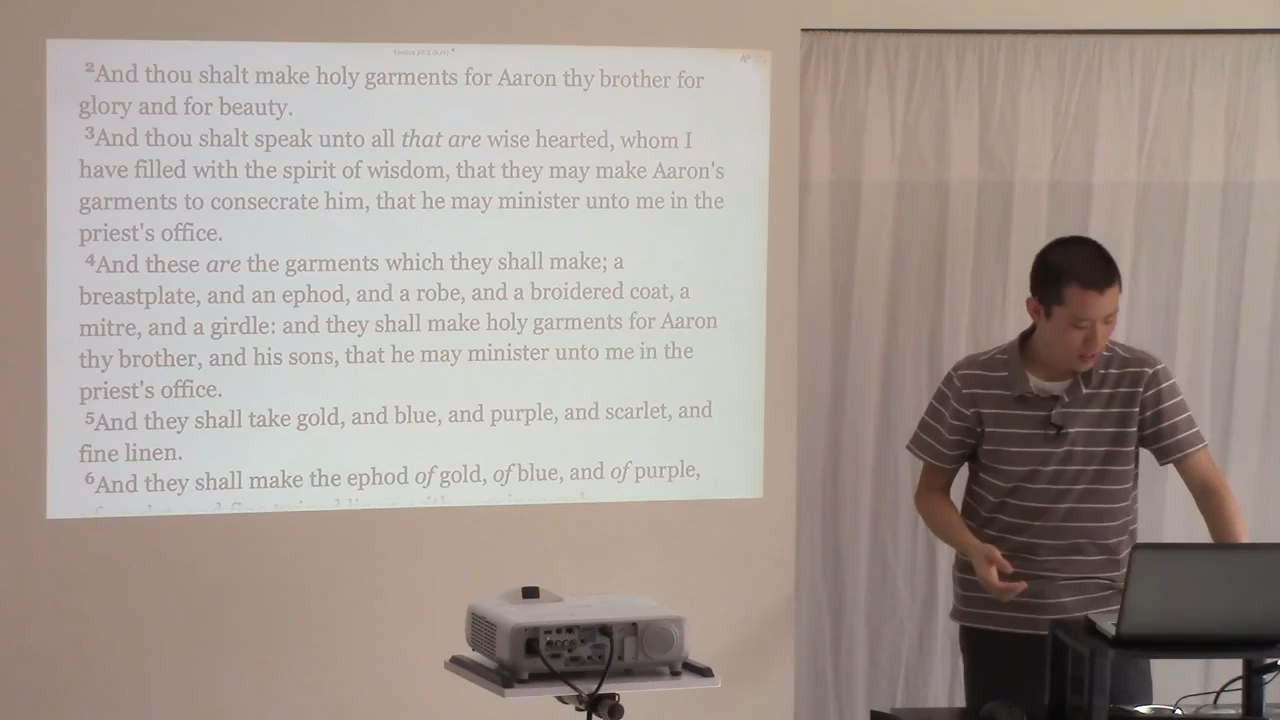 ²And thou shalt make holy garments for Aaron thy brother for
glory and for beauty.
³And thou shalt speak unto all that are wise hearted, whom I
have filled with the spirit of wisdom, that they may make Aaron's
garments to consecrate him, that he may minister unto me in the
priest's office.
⁴And these are the garments which they shall make; a
breastplate, and an ephod, and a robe, and a broidered coat, a
mitre, and a girdle: and they shall make holy garments for Aaron
thy brother, and his sons, that he may minister unto me in the
priest's office.
⁵And they shall take gold, and blue, and purple, and scarlet, and
fine linen.
⁶And they shall make the ephod of gold, of blue, and of purple,